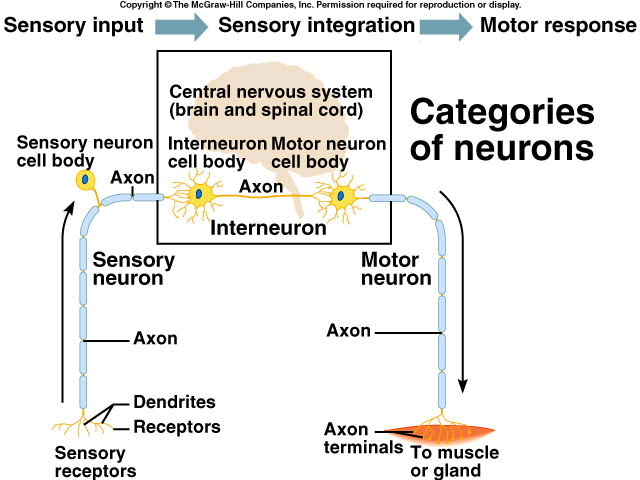 Copyright © The McGraw-Hill Companies, Inc. Permission required for reproduction or display.
Sensory input
Sensory integration
Motor response
Categories
of neurons
Central nervous system
(brain and spinal cord)
Sensory neuron
cell body
Interneuron
cell body
Motor neuron
cell body
Axon
Axon
Interneuron
Sensory
neuron
Motor
neuron
Axon
Axon
Dendrites
Receptors
Sensory
receptors
Axon
terminals
To muscle
or gland